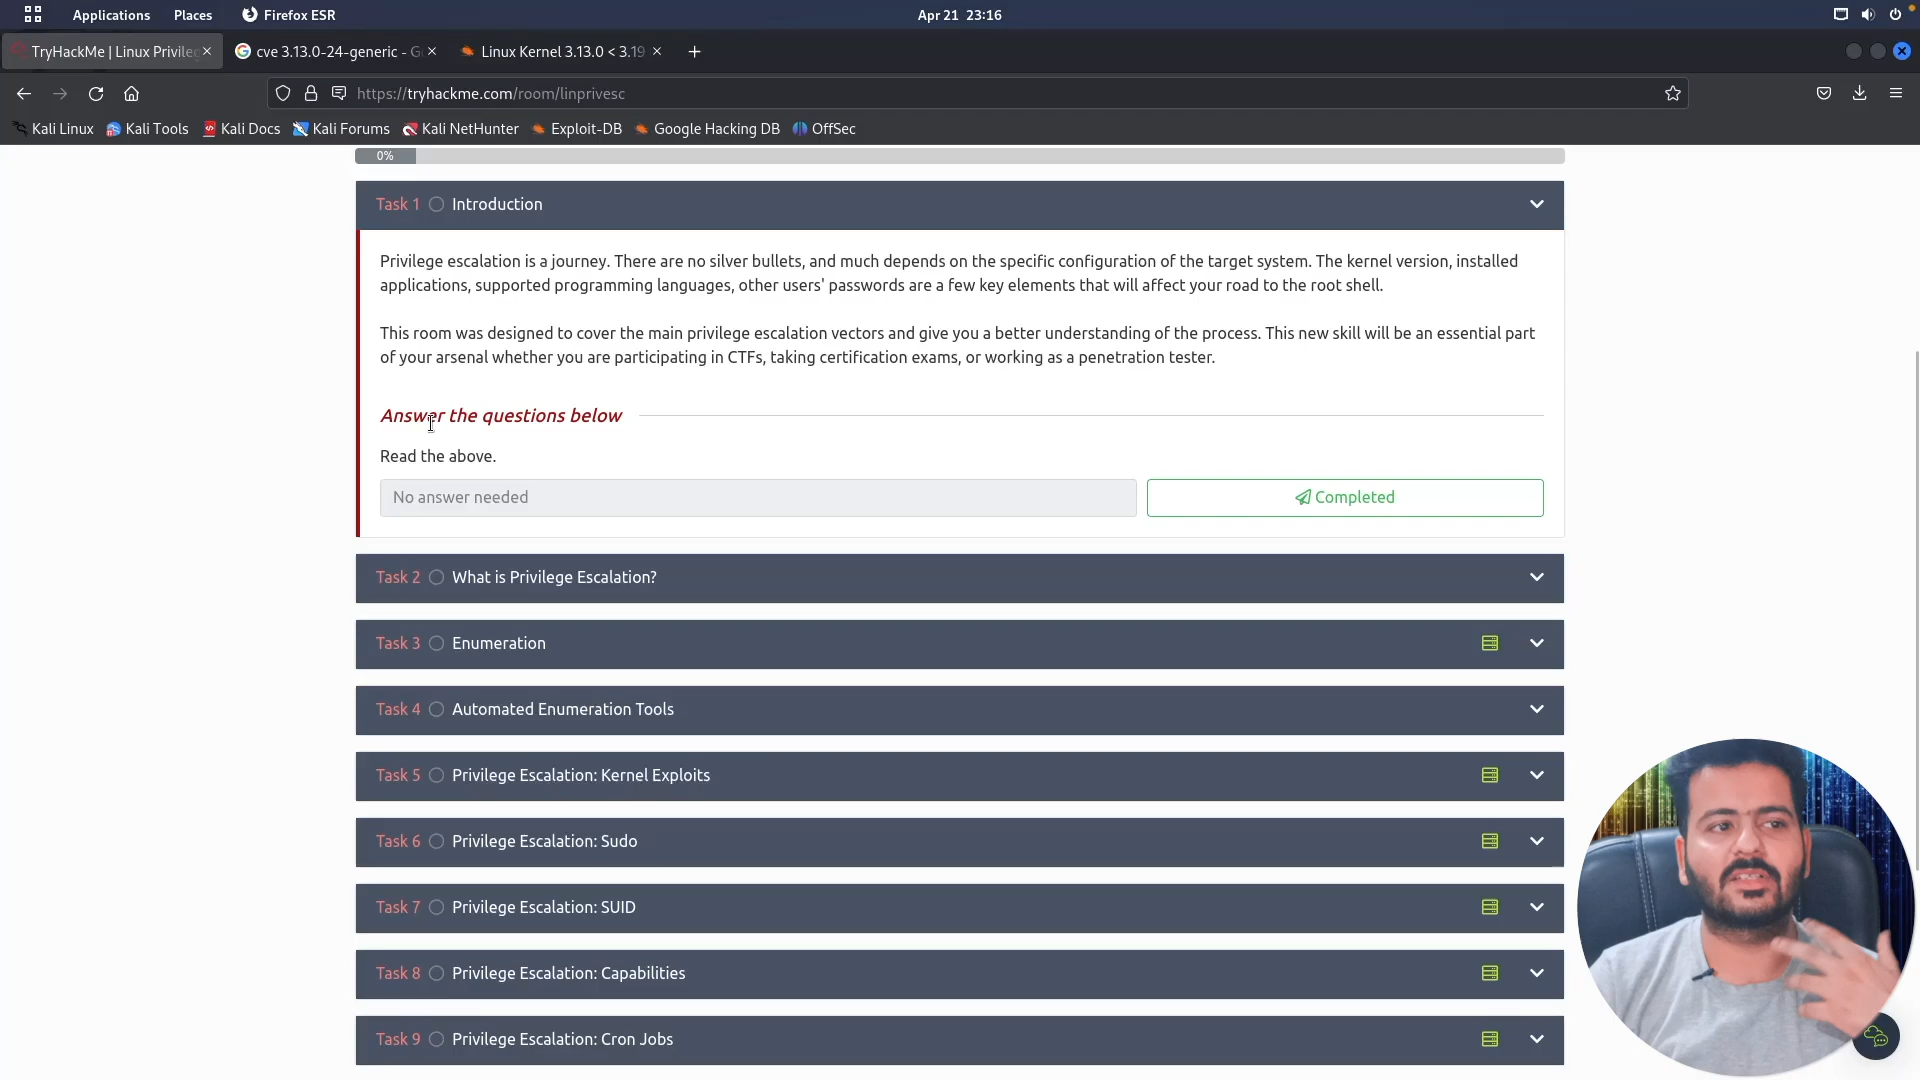 Applications Places Firefox ESR Apr 21 23:16
TryHackMe | Linux Privileg cve 3.13.0-24-generic - Go Linux Kernel 3.13.0 < 3.19
https://tryhackme.com/room/linprivesc
Kali Linux Kali Tools Kali Docs Kali Forums Kali NetHunter Exploit-DB Google Hacking DB OffSec
0%
Task 1 Introduction
Privilege escalation is a journey. There are no silver bullets, and much depends on the specific configuration of the target system. The kernel version, installed
applications, supported programming languages, other users' passwords are a few key elements that will affect your road to the root shell.
This room was designed to cover the main privilege escalation vectors and give you a better understanding of the process. This new skill will be an essential part
of your arsenal whether you are participating in CTFs, taking certification exams, or working as a penetration tester.
Answer the questions below
Read the above.
No answer needed Completed
Task 2 What is Privilege Escalation?
Task 3 Enumeration
Task 4 Automated Enumeration Tools
Task 5 Privilege Escalation: Kernel Exploits
Task 6 Privilege Escalation: Sudo
Task 7 Privilege Escalation: SUID
Task 8 Privilege Escalation: Capabilities
Task 9 Privilege Escalation: Cron Jobs